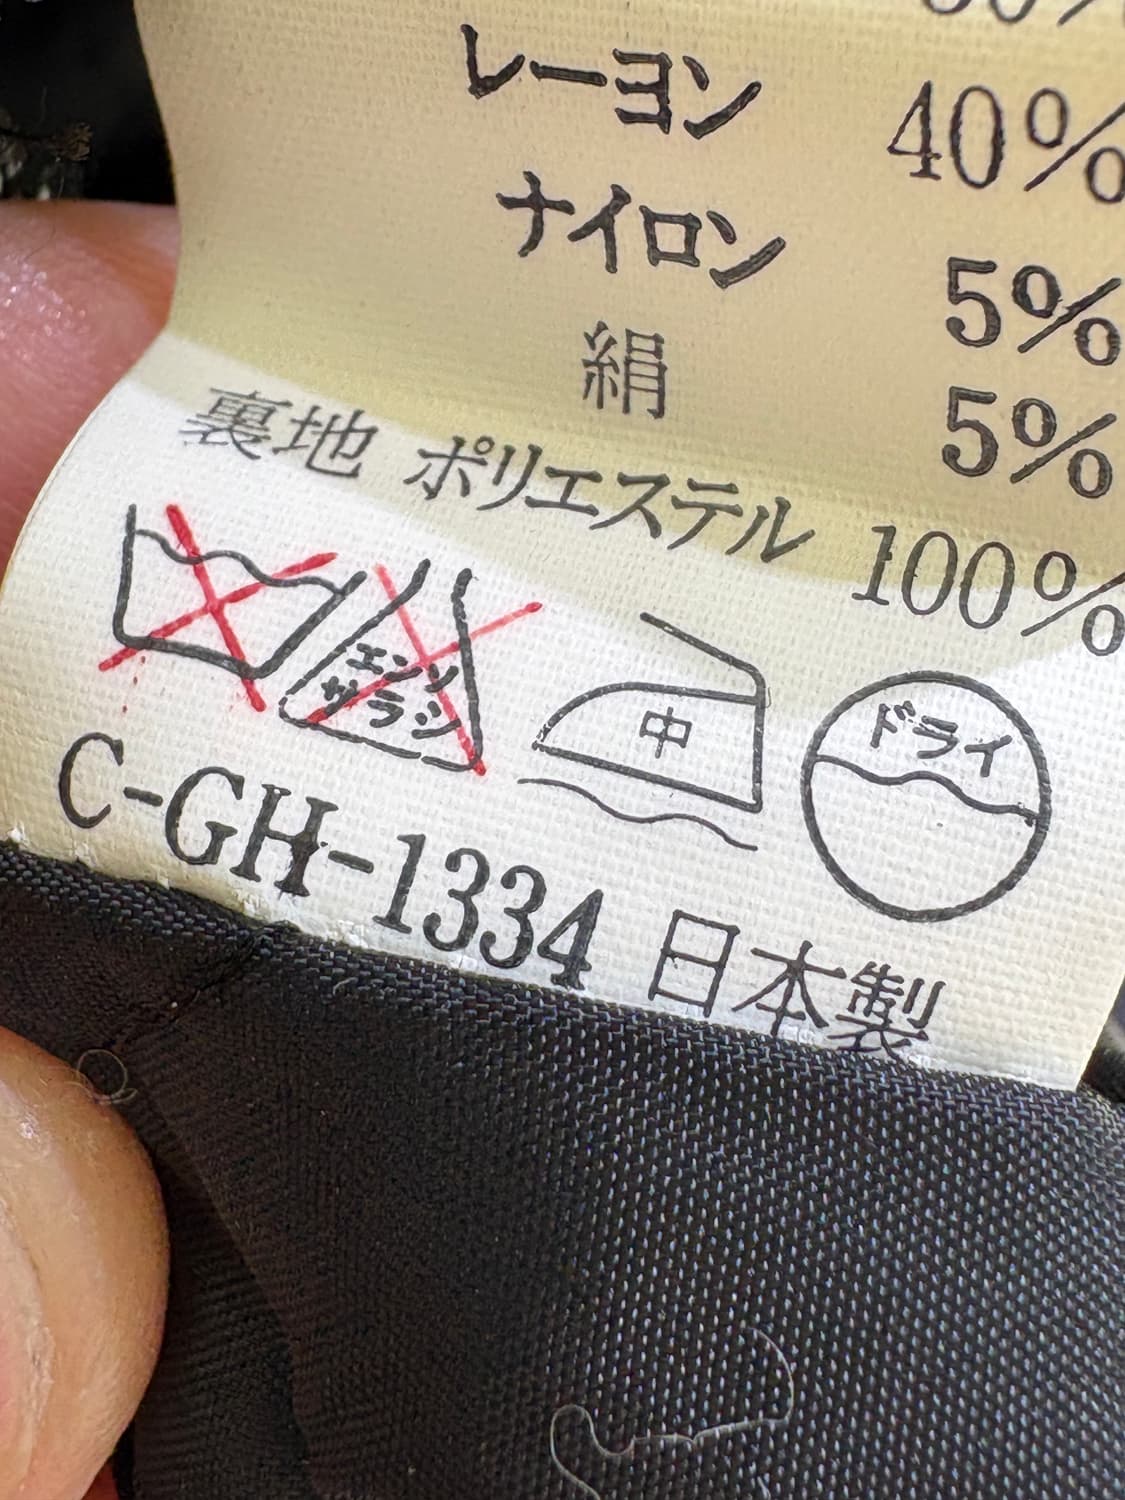 レーヨン 40%
ナイロン 5%
絹 5%
裏地 ポリエステル 100%
エンソ
サラシ
中
ドライ
C-GH-1334 日本製